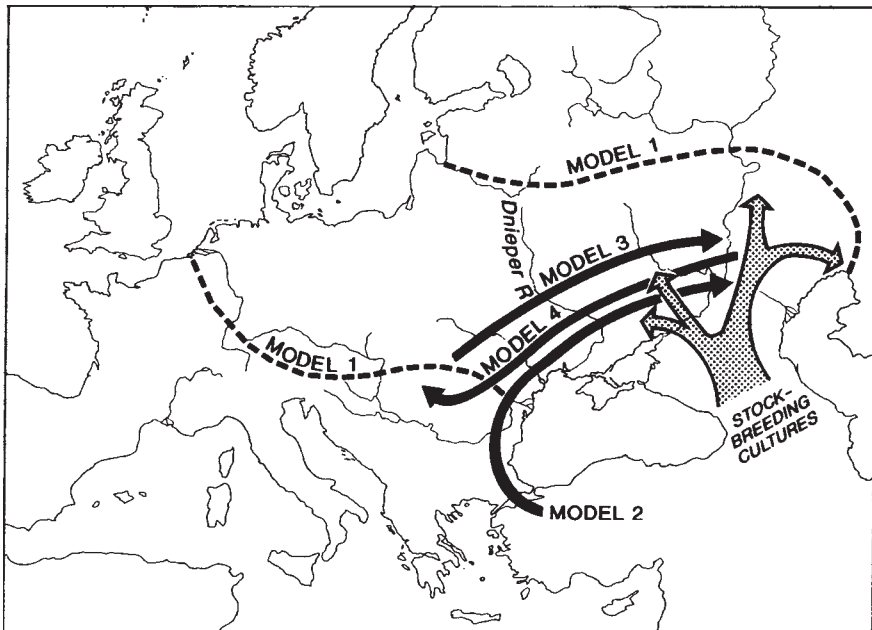 MODEL 1
Dnieper R
MODEL 3
MODEL 4
MODEL 1
STOCK-
BREEDING
CULTURES
MODEL 2